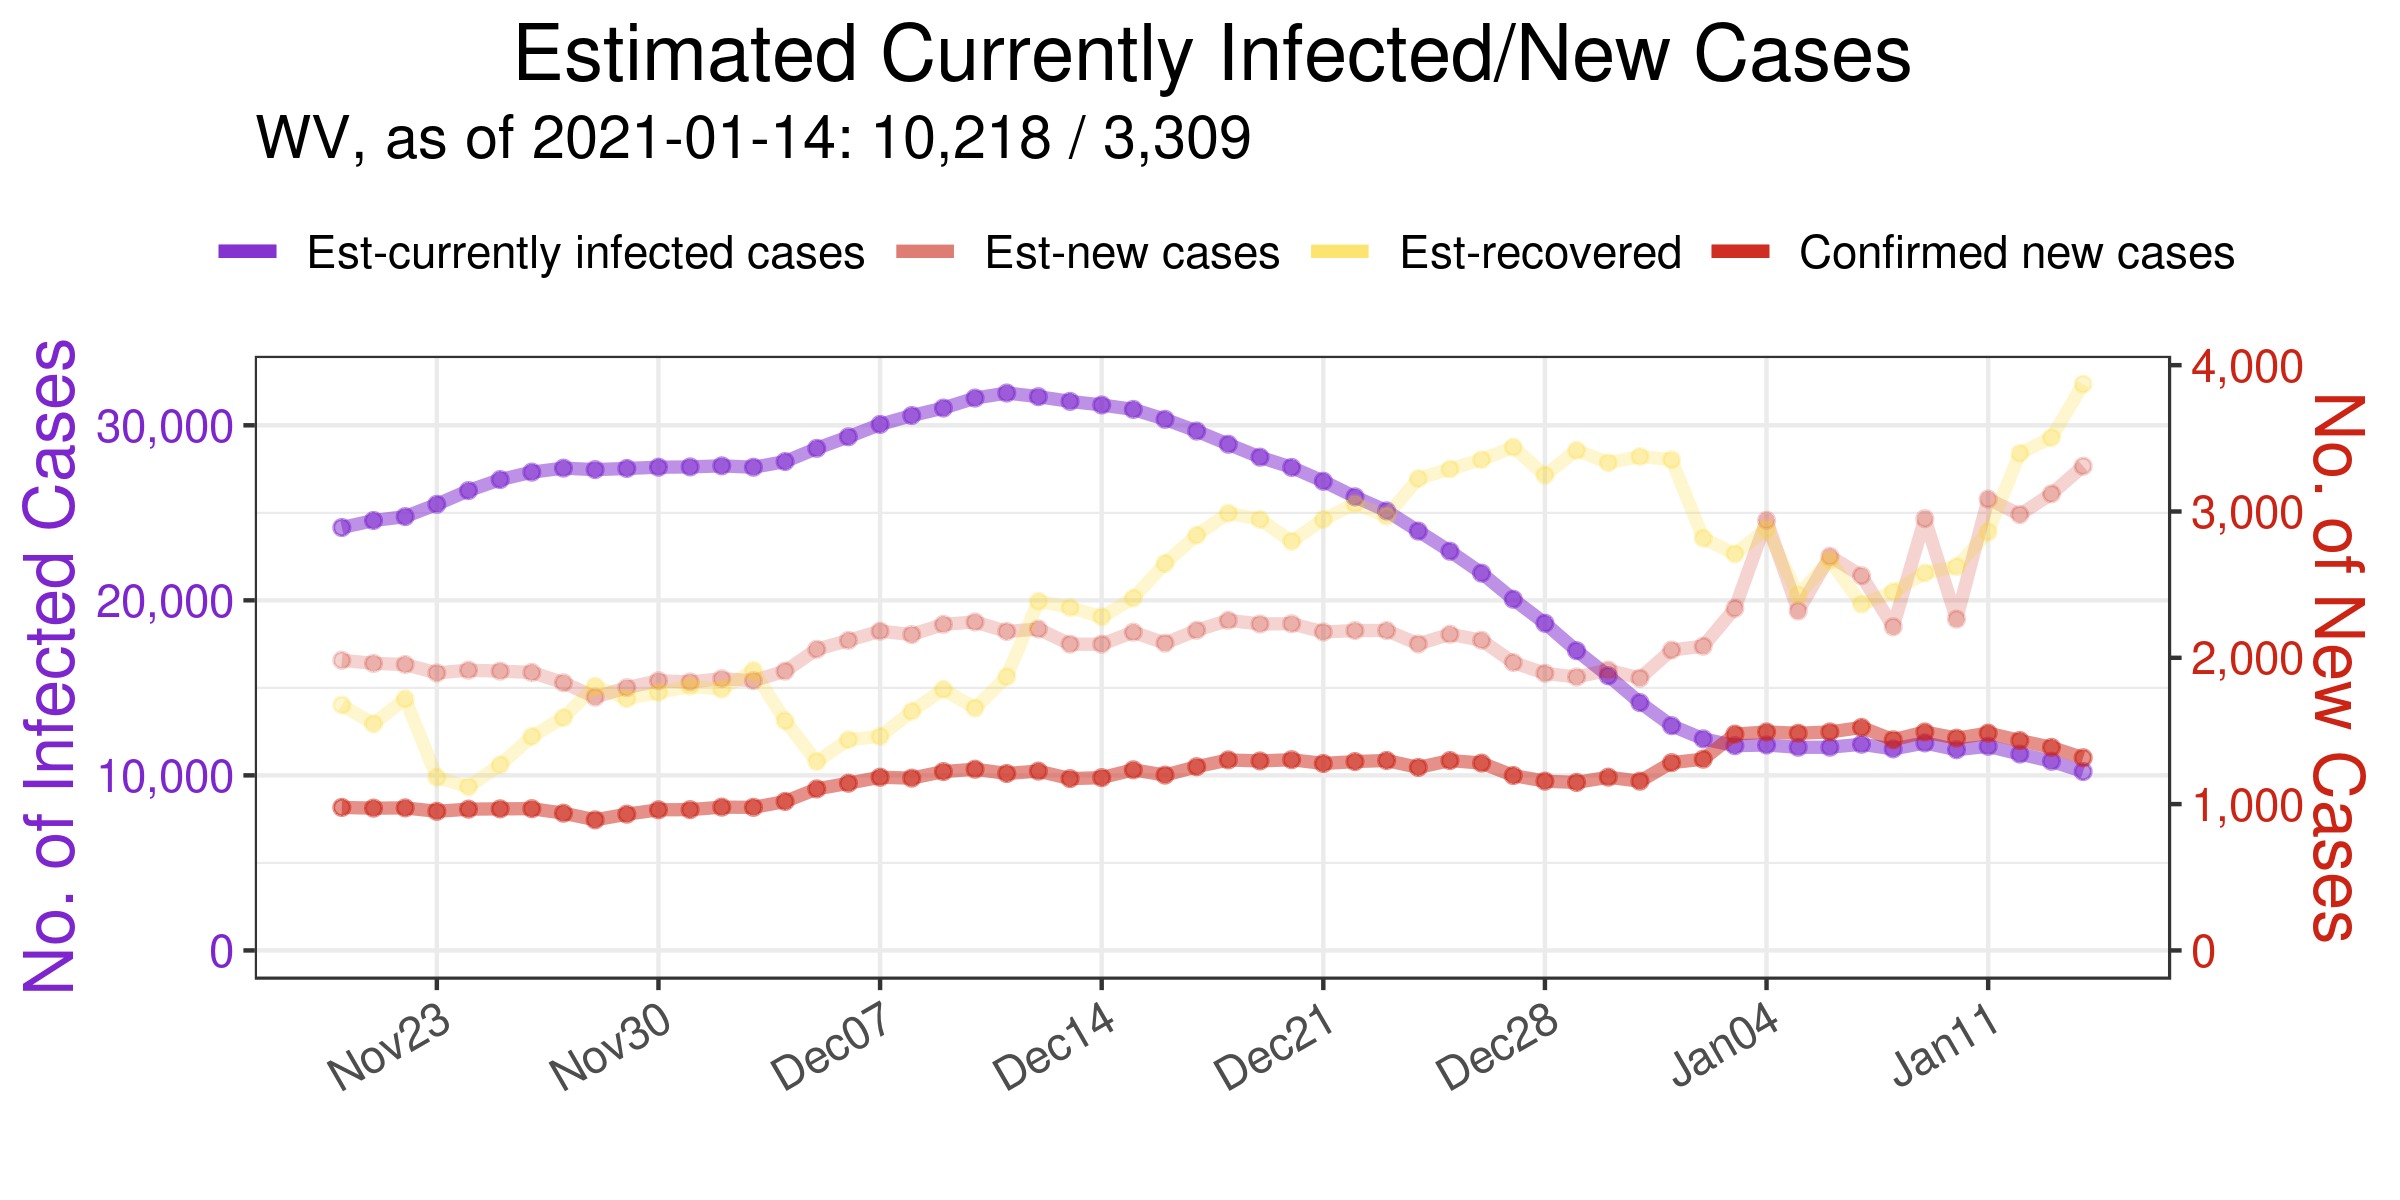 Estimated Currently Infected/New Cases
WV, as of 2021-01-14: 10,218 / 3,309
Est-currently infected cases Est-new cases Est-recovered Confirmed new cases
No. of Infected Cases
30,000
20,000
10,000
0
4,000
3,000
2,000
1,000
0
No. of New Cases
Nov23 Nov30 Dec07 Dec14 Dec21 Dec28 Jan04 Jan11